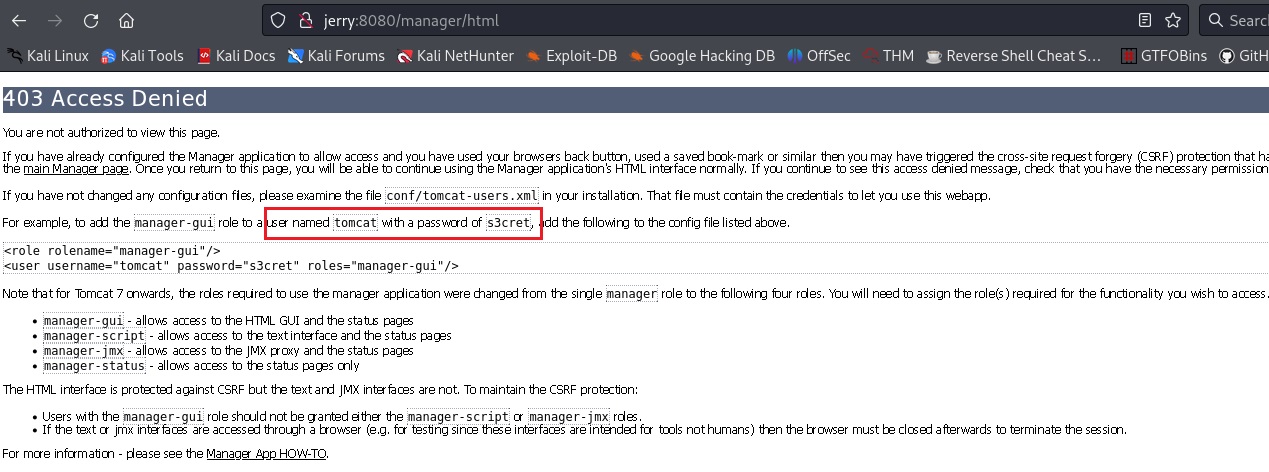 jerry:8080/manager/html
Searc
Kali Linux Kali Tools Kali Docs Kali Forums Kali NetHunter Exploit-DB Google Hacking DB OffSec THM Reverse Shell Cheat S… GTFOBins GitH
403 Access Denied
You are not authorized to view this page.
If you have already configured the Manager application to allow access and you have used your browsers back button, used a saved book-mark or similar then you may have triggered the cross-site request forgery (CSRF) protection that ha
the main Manager page. Once you return to this page, you will be able to continue using the Manager application's HTML interface normally. If you continue to see this access denied message, check that you have the necessary permission
If you have not changed any configuration files, please examine the file conf/tomcat-users.xml in your installation. That file must contain the credentials to let you use this webapp.
For example, to add the manager-gui role to a user named tomcat with a password of s3cret, add the following to the config file listed above.
<role rolename="manager-gui"/>
<user username="tomcat" password="s3cret" roles="manager-gui"/>
Note that for Tomcat 7 onwards, the roles required to use the manager application were changed from the single manager role to the following four roles. You will need to assign the role(s) required for the functionality you wish to access.
• manager-gui - allows access to the HTML GUI and the status pages
• manager-script - allows access to the text interface and the status pages
• manager-jmx - allows access to the JMX proxy and the status pages
• manager-status - allows access to the status pages only
The HTML interface is protected against CSRF but the text and JMX interfaces are not. To maintain the CSRF protection:
• Users with the manager-gui role should not be granted either the manager-script or manager-jmx roles.
• If the text or jmx interfaces are accessed through a browser (e.g. for testing since these interfaces are intended for tools not humans) then the browser must be closed afterwards to terminate the session.
For more information - please see the Manager App HOW-TO.